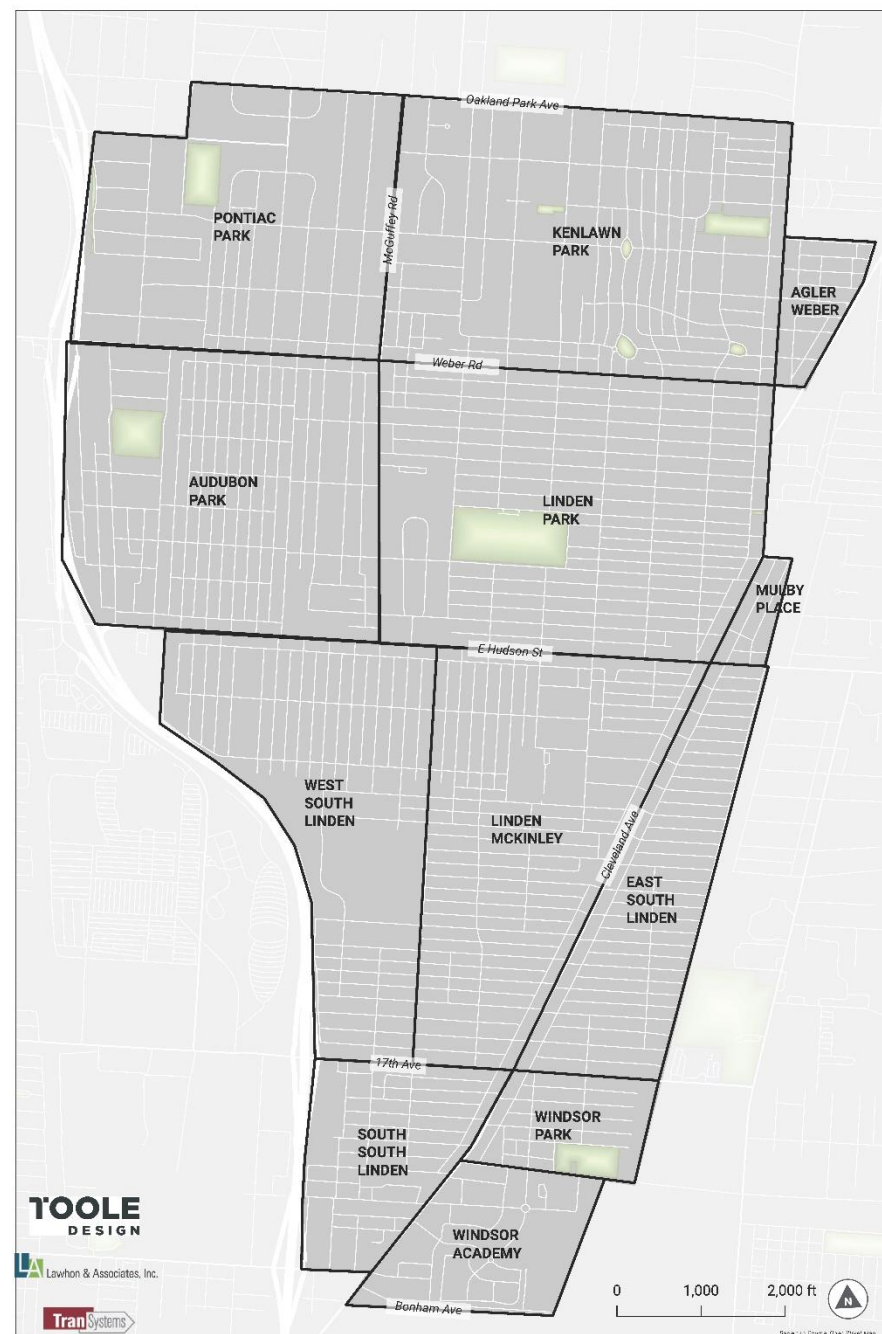 Oakland Park Ave
McGuffey Rd
PONTIAC
PARK
KENLAWN
PARK
AGLER
WEBER
Weber Rd
AUDUBON
PARK
LINDEN
PARK
MULBY
PLACE
E Hudson St
WEST
SOUTH
LINDEN
LINDEN
MCKINLEY
Cleveland Ave
EAST
SOUTH
LINDEN
17th Ave
WINDSOR
PARK
SOUTH
SOUTH
LINDEN
WINDSOR
ACADEMY
Bonham Ave
TOOLE
DESIGN
LA Lawhon & Associates, Inc.
TranSystems
0 1,000 2,000 ft
N